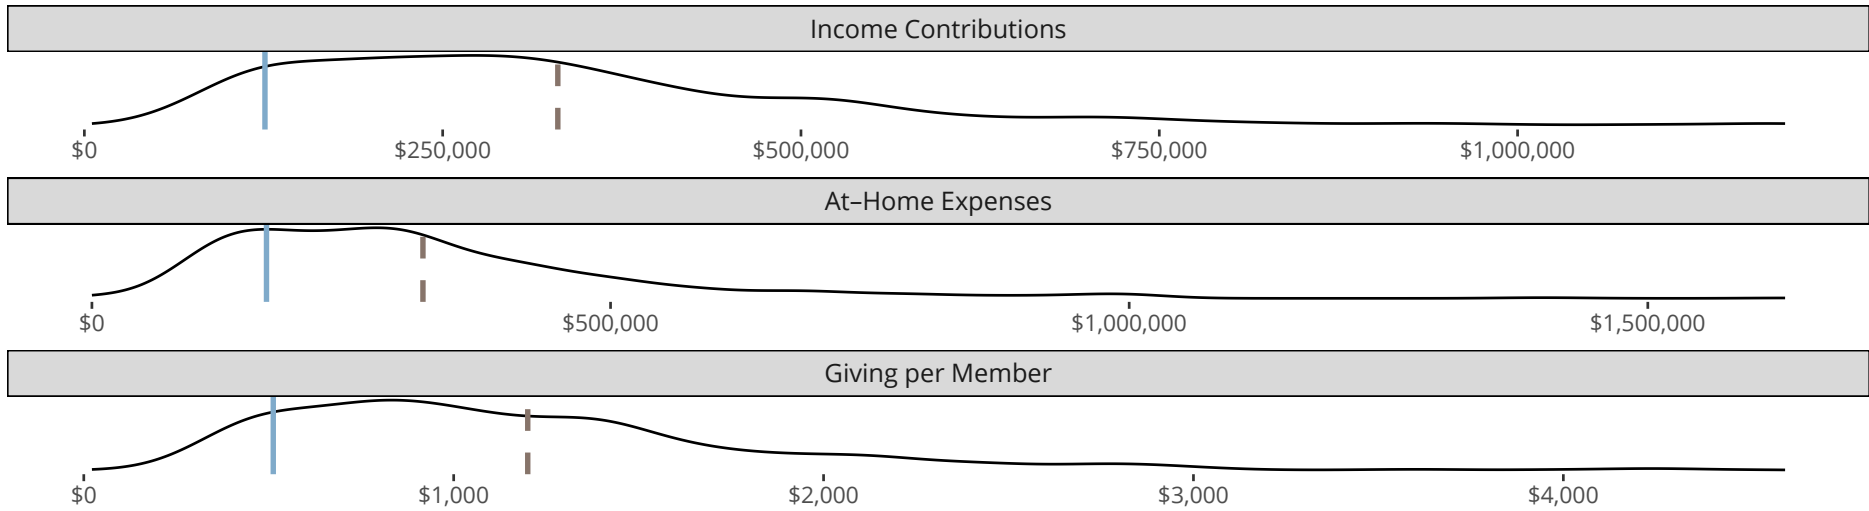 Income Contributions
$0 $250,000 $500,000 $750,000 $1,000,000
At–Home Expenses
$0 $500,000 $1,000,000 $1,500,000
Giving per Member
$0 $1,000 $2,000 $3,000 $4,000